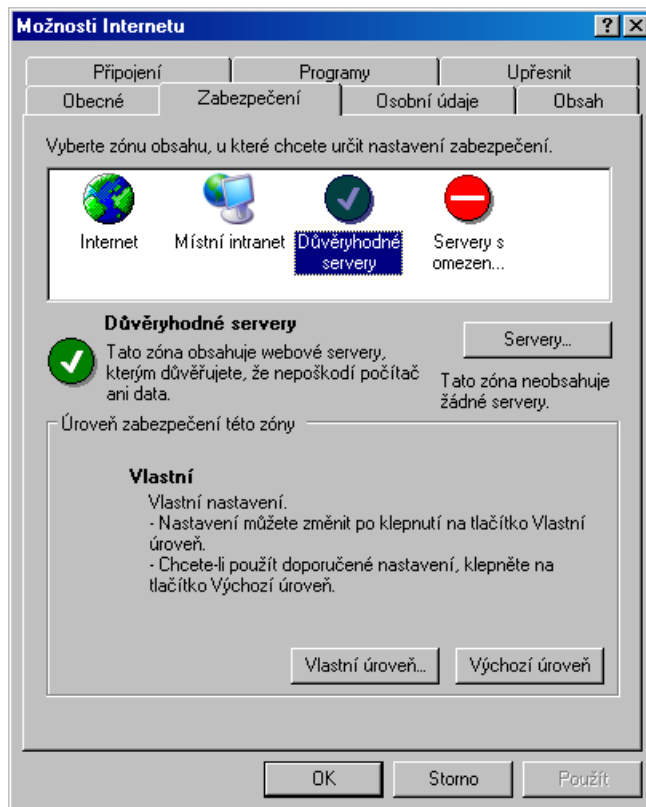 Možnosti Internetu
Připojení
Programy
Upřesnit
Obecné
Zabezpečení
Osobní údaje
Obsah
Vyberte zónu obsahu, u které chcete určit nastavení zabezpečení.
Internet
Místní intranet
Důvěryhodné
servery
Servery s
omezen...
Důvěryhodné servery
Tato zóna obsahuje webové servery,
kterým důvěřujete, že nepoškodí počítač
ani data.
Servery...
Tato zóna neobsahuje
žádné servery.
Úroveň zabezpečení této zóny
Vlastní
Vlastní nastavení.
- Nastavení můžete změnit po klepnutí na tlačítko Vlastní
úroveň.
- Chcete-li použít doporučené nastavení, klepněte na
tlačítko Výchozí úroveň.
Vlastní úroveň...
Výchozí úroveň
OK
Storno
Použít